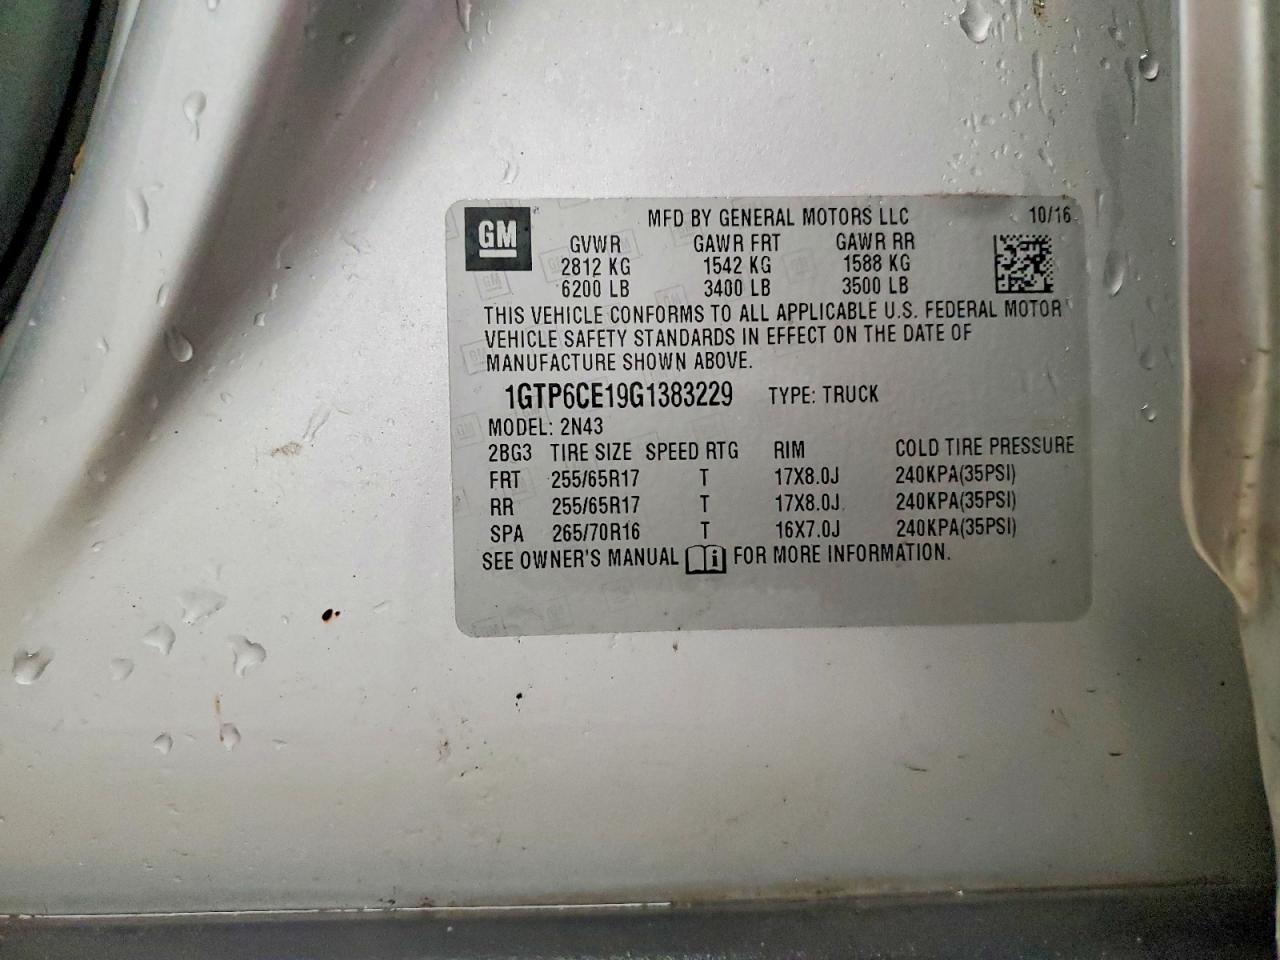 GM
MFD BY GENERAL MOTORS LLC 10/16
GVWR GAWR FRT GAWR RR
2812 KG 1542 KG 1588 KG
6200 LB 3400 LB 3500 LB
THIS VEHICLE CONFORMS TO ALL APPLICABLE U.S. FEDERAL MOTOR
VEHICLE SAFETY STANDARDS IN EFFECT ON THE DATE OF
MANUFACTURE SHOWN ABOVE.
1GTP6CE19G1383229 TYPE: TRUCK
MODEL: 2N43
2BG3 TIRE SIZE SPEED RTG RIM COLD TIRE PRESSURE
FRT 255/65R17 T 17X8.0J 240KPA(35PSI)
RR 255/65R17 T 17X8.0J 240KPA(35PSI)
SPA 265/70R16 T 16X7.0J 240KPA(35PSI)
SEE OWNER'S MANUAL i FOR MORE INFORMATION.